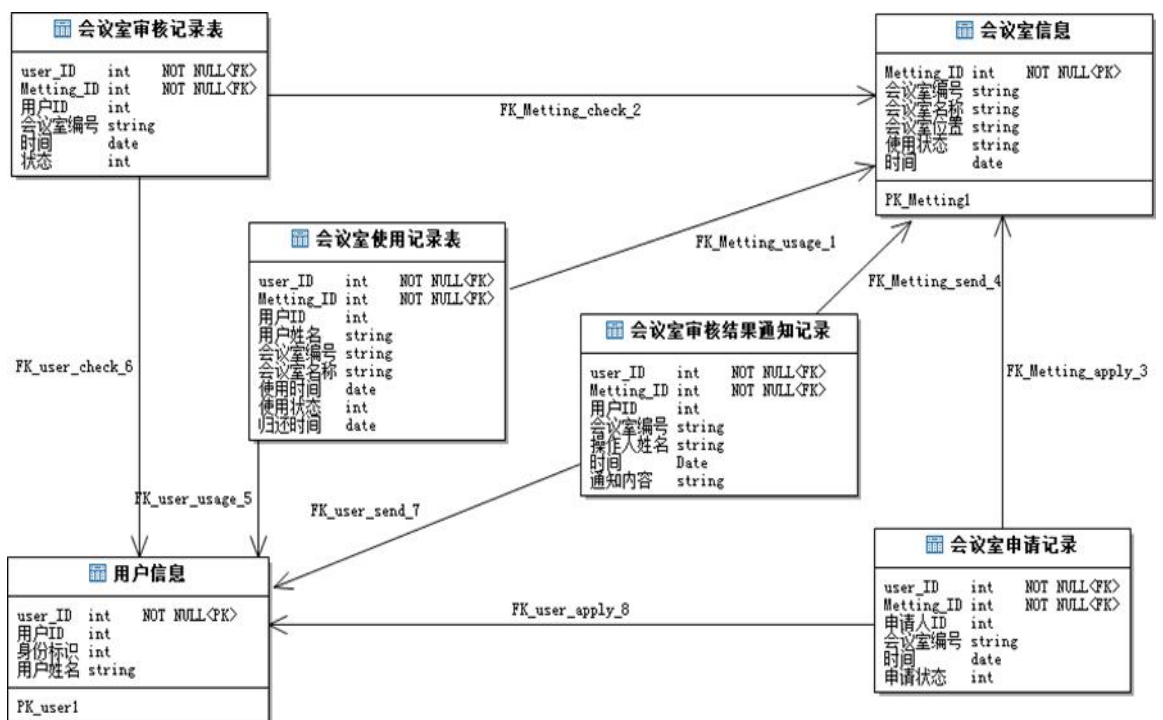 会议室审核记录表
user_ID int NOT NULL<FK>
Metting_ID int NOT NULL<FK>
用户ID int
会议室编号 string
时间 date
状态 int
FK_Metting_check_2
会议室信息
Metting_ID int NOT NULL<PK>
会议室编号 string
会议室名称 string
会议室位置 string
使用状态 string
时间 date
PK_Metting1
会议室使用记录表
user_ID int NOT NULL<FK>
Metting_ID int NOT NULL<FK>
用户ID int
用户姓名 string
会议室编号 string
会议室名称 string
使用时间 date
使用状态 int
归还时间 date
FK_Metting_usage_1
FK_Metting_send_4
会议室审核结果通知记录
user_ID int NOT NULL<FK>
Metting_ID int NOT NULL<FK>
用户ID int
会议室编号 string
操作人姓名 string
时间 Date
通知内容 string
FK_user_check_6
FK_Metting_apply_3
FK_user_usage_5
FK_user_send_7
用户信息
user_ID int NOT NULL<PK>
用户ID int
身份标识 int
用户姓名 string
PK_user1
FK_user_apply_8
会议室申请记录
user_ID int NOT NULL<FK>
Metting_ID int NOT NULL<FK>
申请人ID int
会议室编号 string
时间 date
申请状态 int